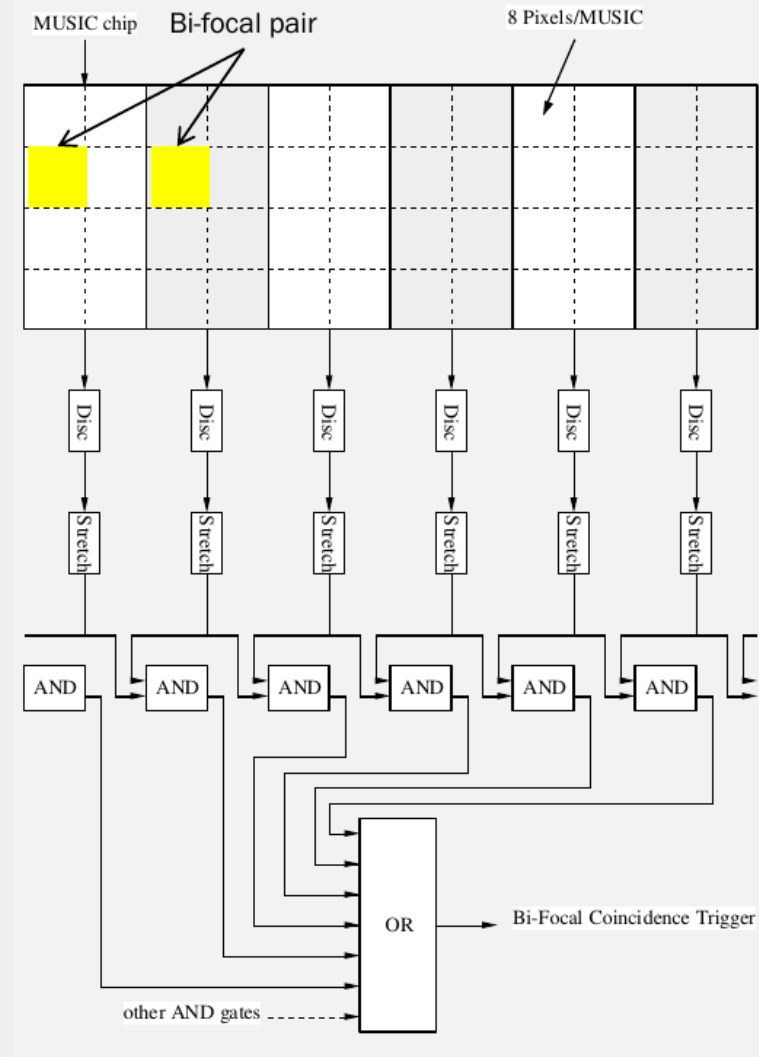 MUSIC chip
Bi-focal pair
8 Pixels/MUSIC
Disc
Disc
Disc
Disc
Disc
Disc
Stretch
Stretch
Stretch
Stretch
Stretch
Stretch
AND
AND
AND
AND
AND
AND
OR
Bi-Focal Coincidence Trigger
other AND gates